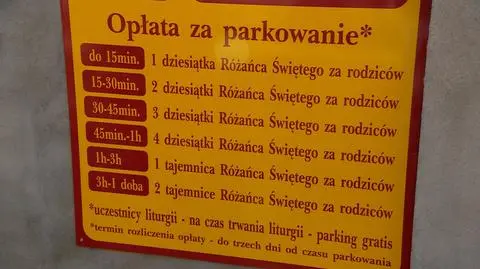 Opłata za parkowanie*
do 15min. 1 dziesiątka Różańca Świętego za rodziców
15-30min. 2 dziesiątki Różańca Świętego za rodziców
30-45min. 3 dziesiątki Różańca Świętego za rodziców
45min.-1h 4 dziesiątki Różańca Świętego za rodziców
1h-3h 1 tajemnica Różańca Świętego za rodziców
3h-1 doba 2 tajemnice Różańca Świętego za rodziców
*uczestnicy liturgii - na czas trwania liturgii - parking gratis
*termin rozliczenia opłaty - do trzech dni od czasu parkowania